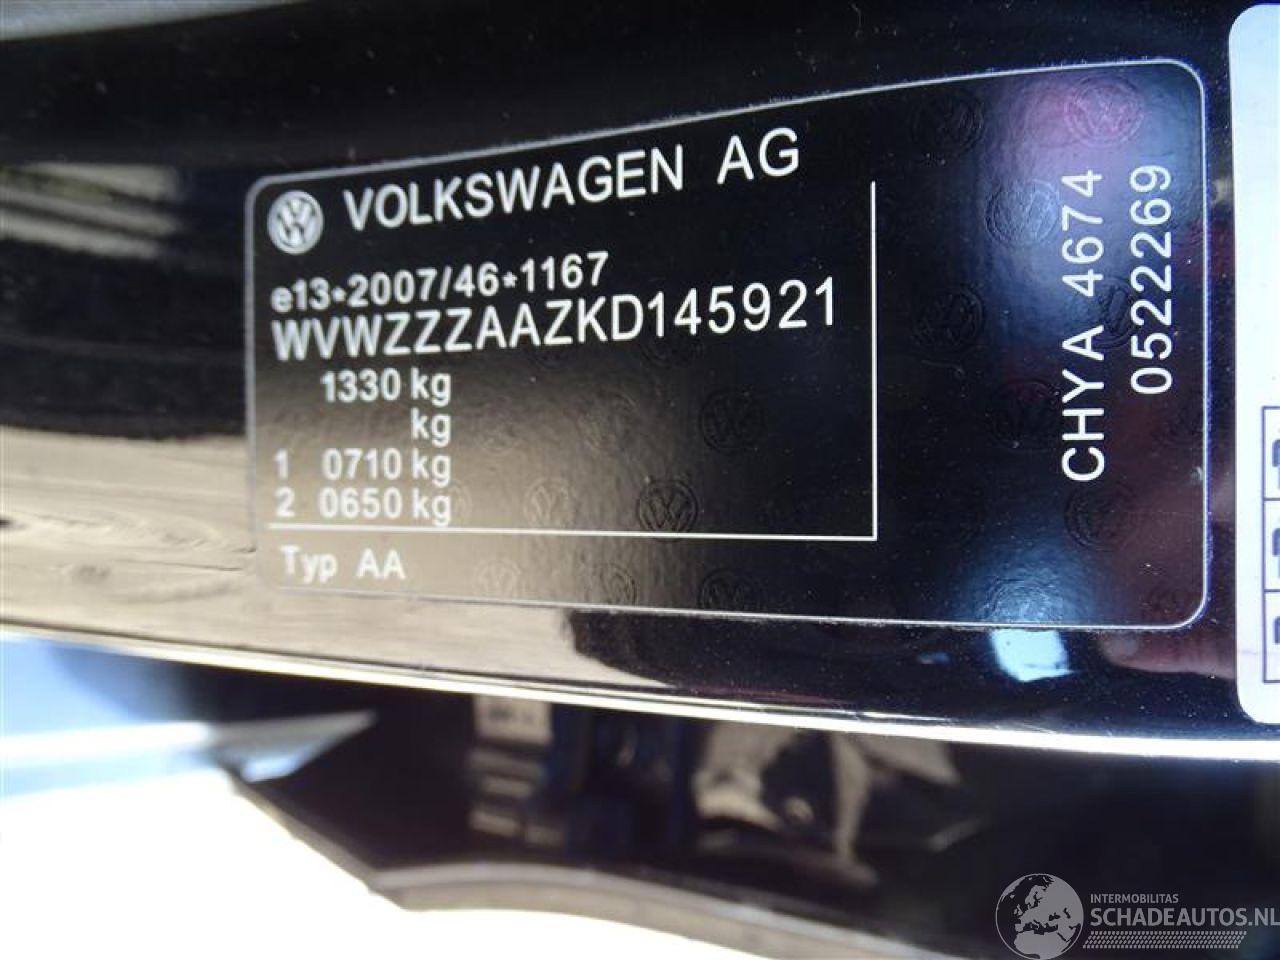 VOLKSWAGEN AG
e13*2007/46*1167
WVWZZZAAZKD145921
1330 kg
kg
1 0710 kg
2 0650 kg
Typ AA
CHYA 4674
0522269
INTERMOBILITAS
SCHADEAUTOS.NL